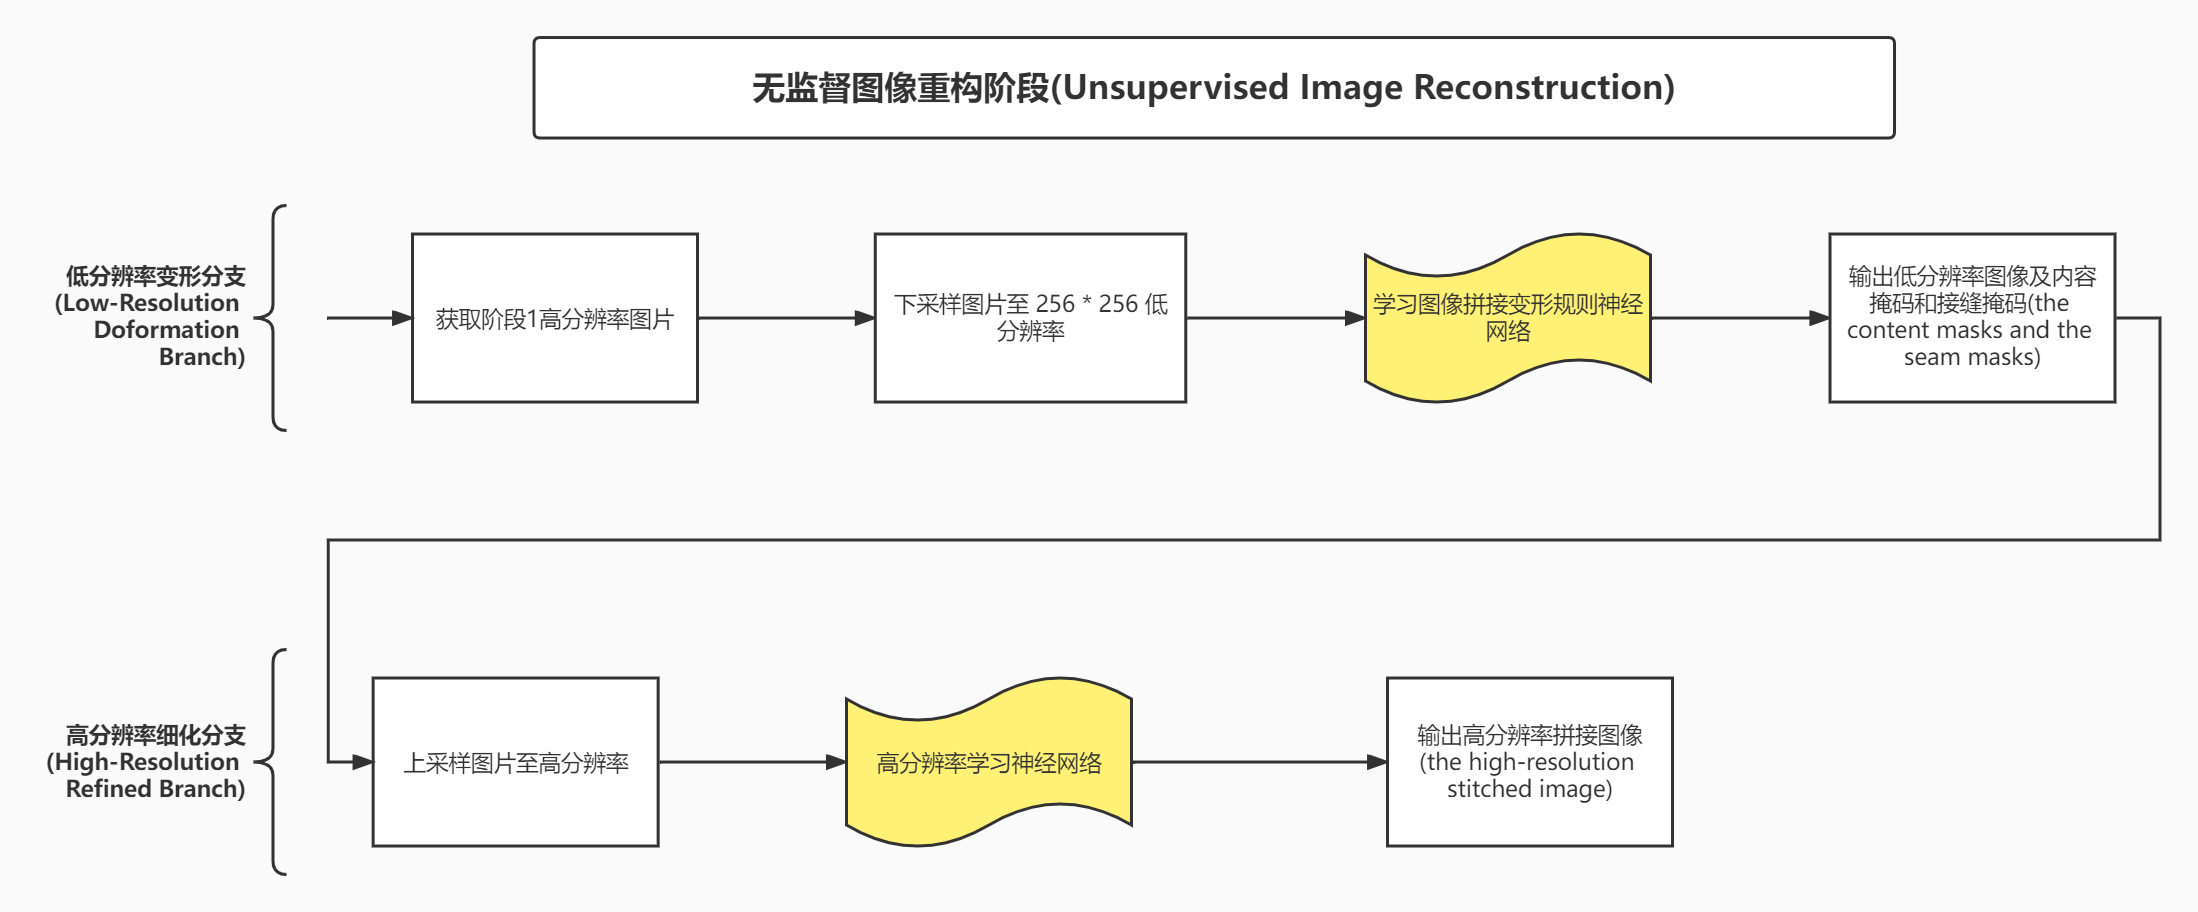 无监督图像重构阶段(Unsupervised Image Reconstruction)
低分辨率变形分支
(Low-Resolution
Doformation
Branch)
获取阶段1高分辨率图片
下采样图片至 256 * 256 低
分辨率
学习图像拼接变形规则神经
网络
输出低分辨率图像及内容
掩码和接缝掩码(the
content masks and the
seam masks)
高分辨率细化分支
(High-Resolution
Refined Branch)
上采样图片至高分辨率
高分辨率学习神经网络
输出高分辨率拼接图像
(the high-resolution
stitched image)